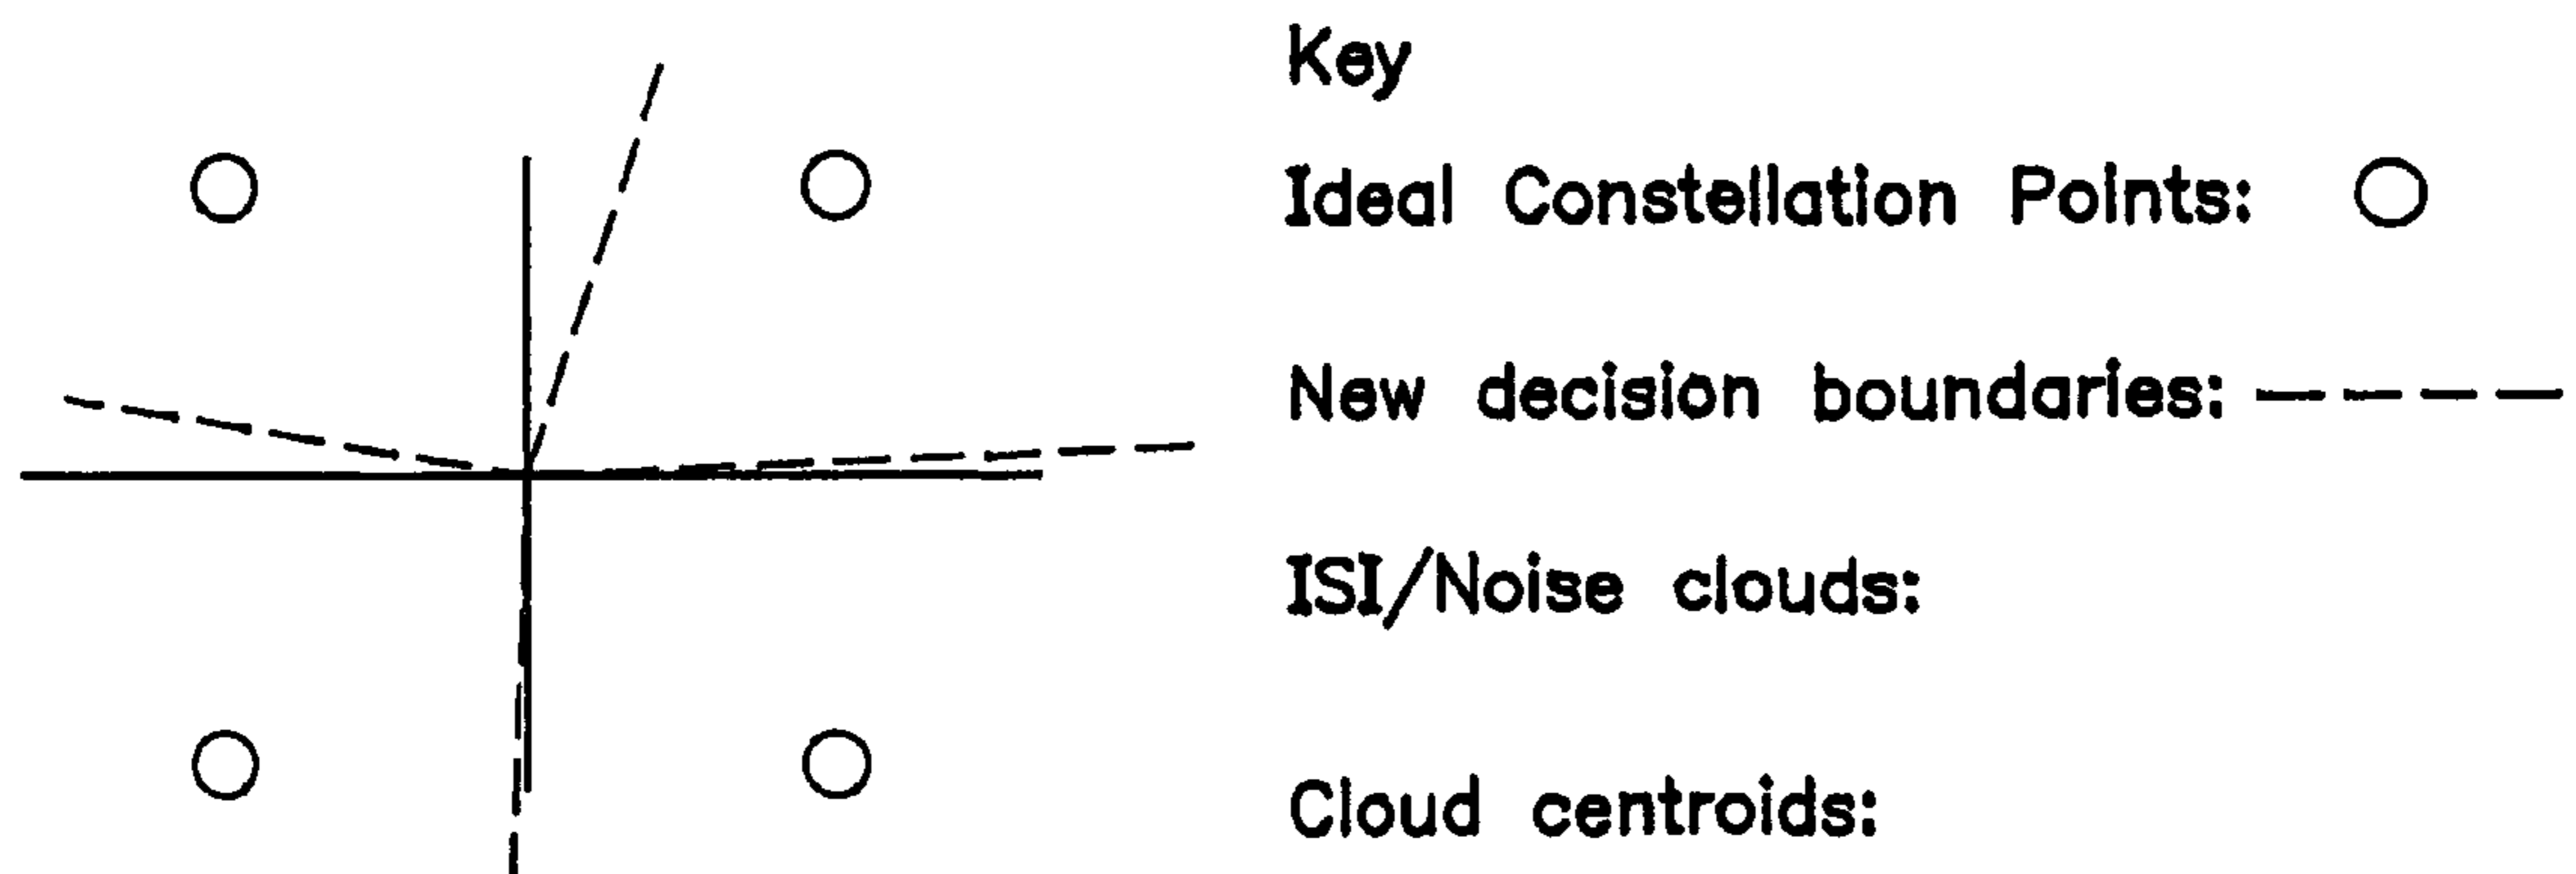 Key
Ideal Constellation Points:
New decision boundaries:
ISI/Noise clouds:
Cloud centroids: